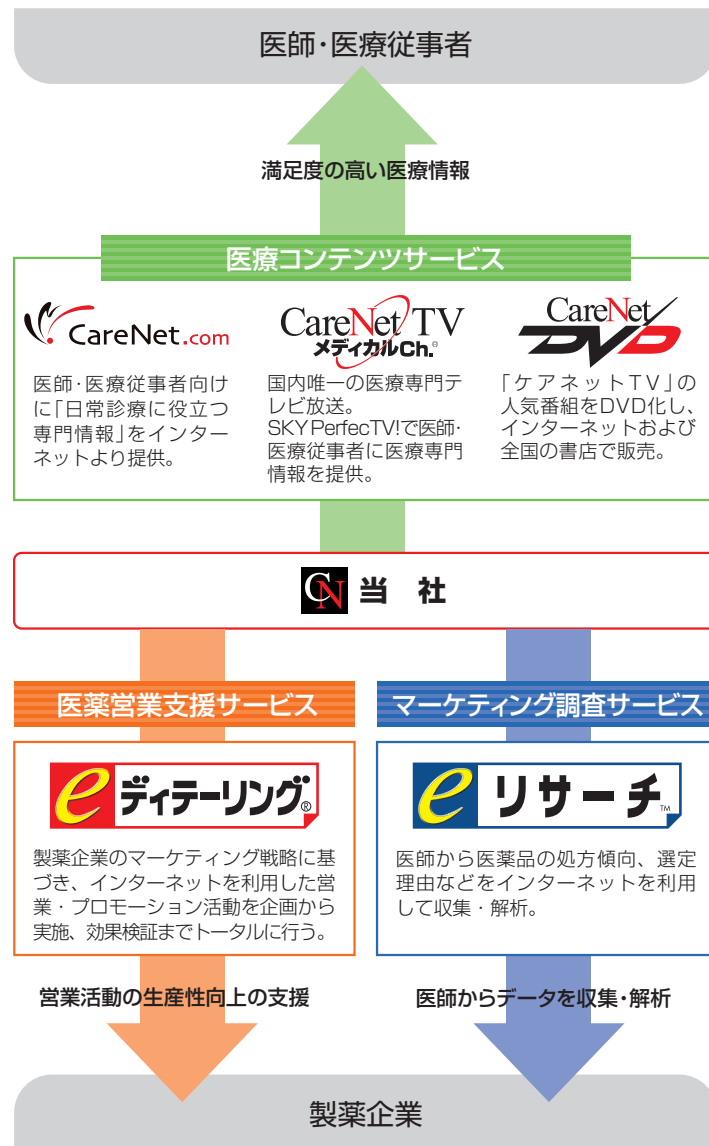 医師・医療従事者
満足度の高い医療情報
医療コンテンツサービス
CareNet.com
医師・医療従事者向け
に「日常診療に役立つ
専門情報」をインター
ネットより提供。
CareNet TV
メディカルCh.®
国内唯一の医療専門テ
レビ放送。
SKY PerfecTV!で医師・
医療従事者に医療専門
情報を提供。
CareNet
DVD
「ケアネットTV」の
人気番組をDVD化し、
インターネットおよび
全国の書店で販売。
CN 当 社
医薬営業支援サービス
eディテーリング®
製薬企業のマーケティング戦略に基
づき、インターネットを利用した営
業・プロモーション活動を企画から
実施、効果検証までトータルに行う。
営業活動の生産性向上の支援
マーケティング調査サービス
eリサーチ™
医師から医薬品の処方傾向、選定
理由などをインターネットを利用
して収集・解析。
医師からデータを収集・解析
製薬企業